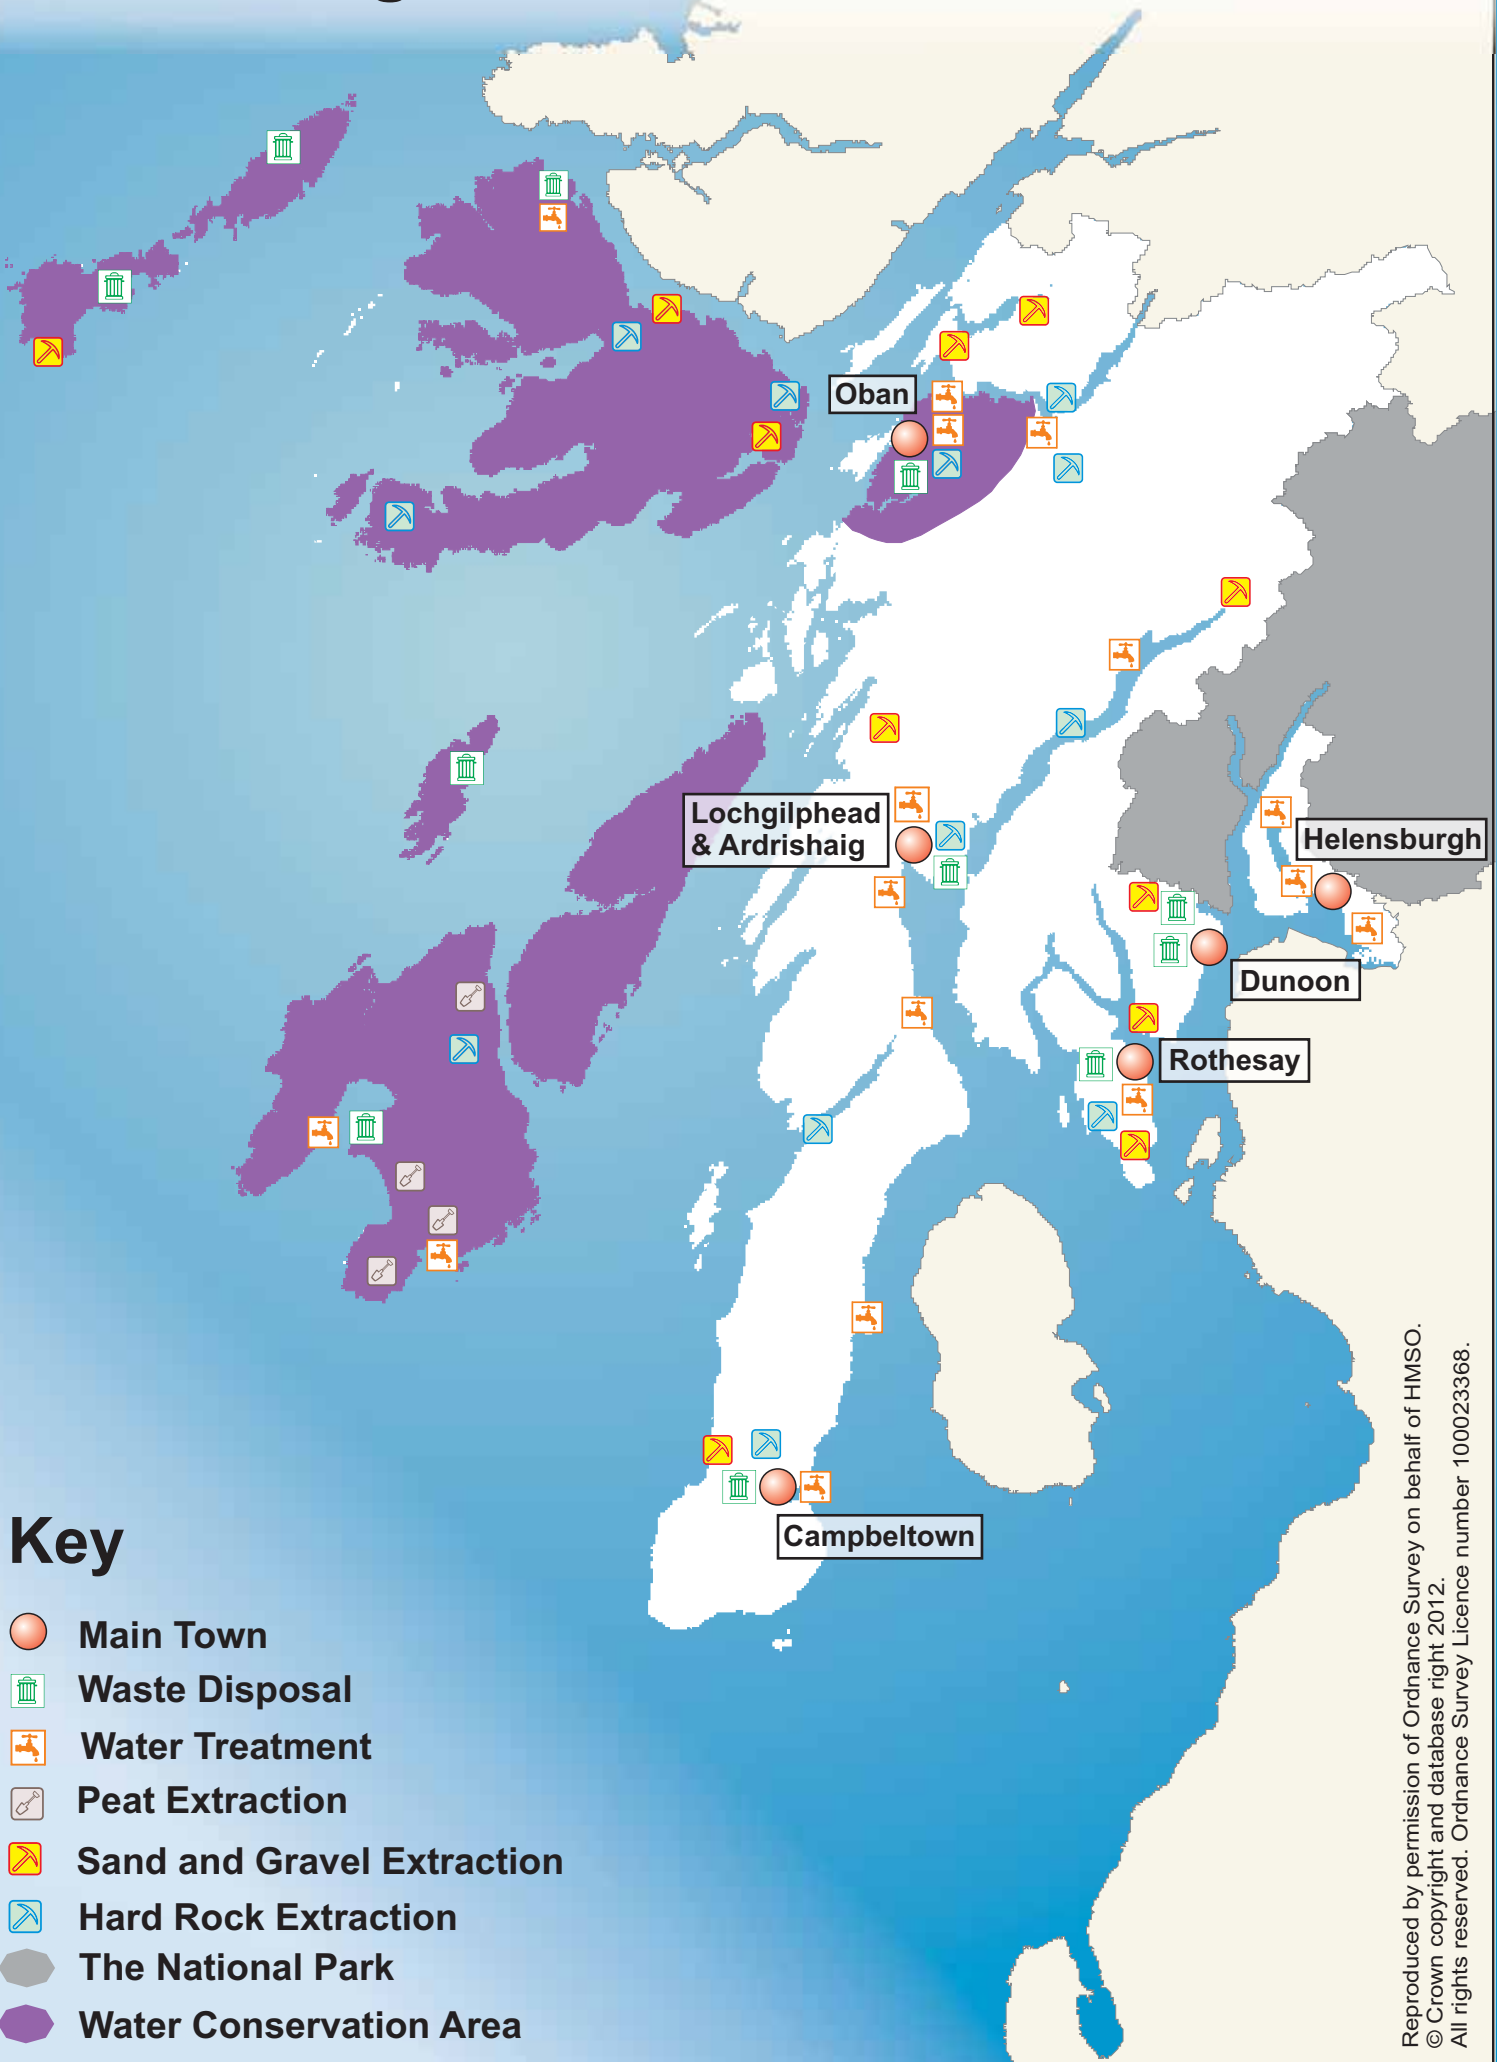 Oban
Lochgilphead
& Ardrishaig
Helensburgh
Dunoon
Rothesay
Campbeltown
Key
Main Town
Waste Disposal
Water Treatment
Peat Extraction
Sand and Gravel Extraction
Hard Rock Extraction
The National Park
Water Conservation Area
Reproduced by permission of Ordnance Survey on behalf of HMSO.
© Crown copyright and database right 2012.
All rights reserved. Ordnance Survey Licence number 100023368.